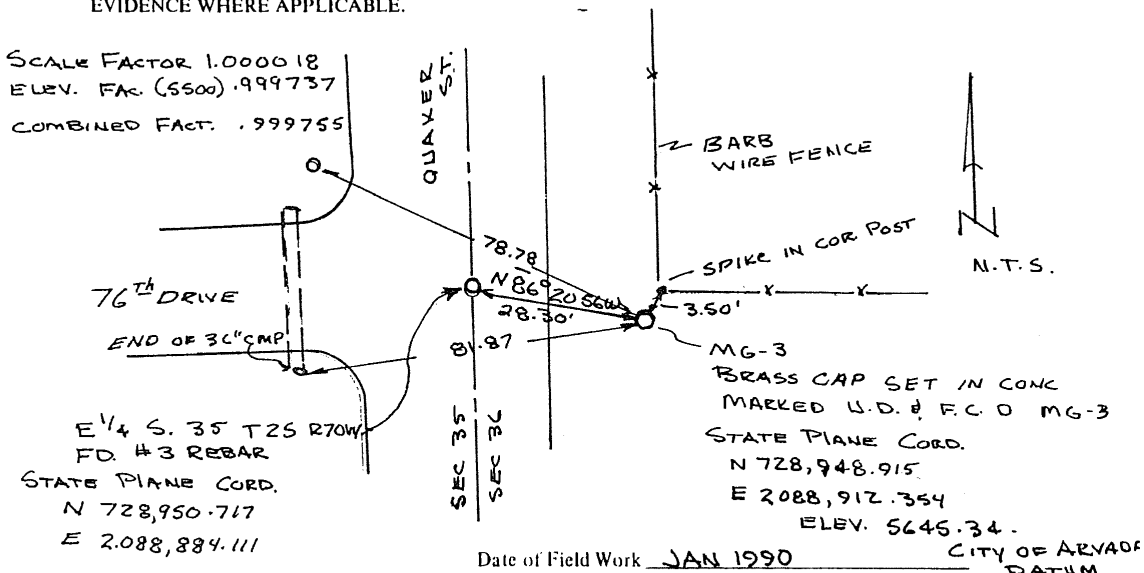 EVIDENCE WHERE APPLICABLE.
SCALE FACTOR 1.000018
ELEV. FAC. (5500) .999737
COMBINED FACT. .999755
QUAKER
ST.
BARB
WIRE FENCE
SPIKE IN COR POST
N.T.S.
78.78
N 86° 20 56W
28.30'
3.50'
81.87
76th DRIVE
END OF 36" CMP
MG-3
BRASS CAP SET IN CONC
MARKED U.D. & F.C. D MG-3
STATE PLANE CORD.
N 728,948.915
E 2088,912.354
ELEV. 5645.34.
CITY OF ARVADA
DATUM
E 1/4 S. 35 T2S R70W
FD. #3 REBAR
STATE PLANE CORD.
N 728,950.717
E 2.088,884.111
SEC 35
SEC 36
Date of Field Work JAN 1990